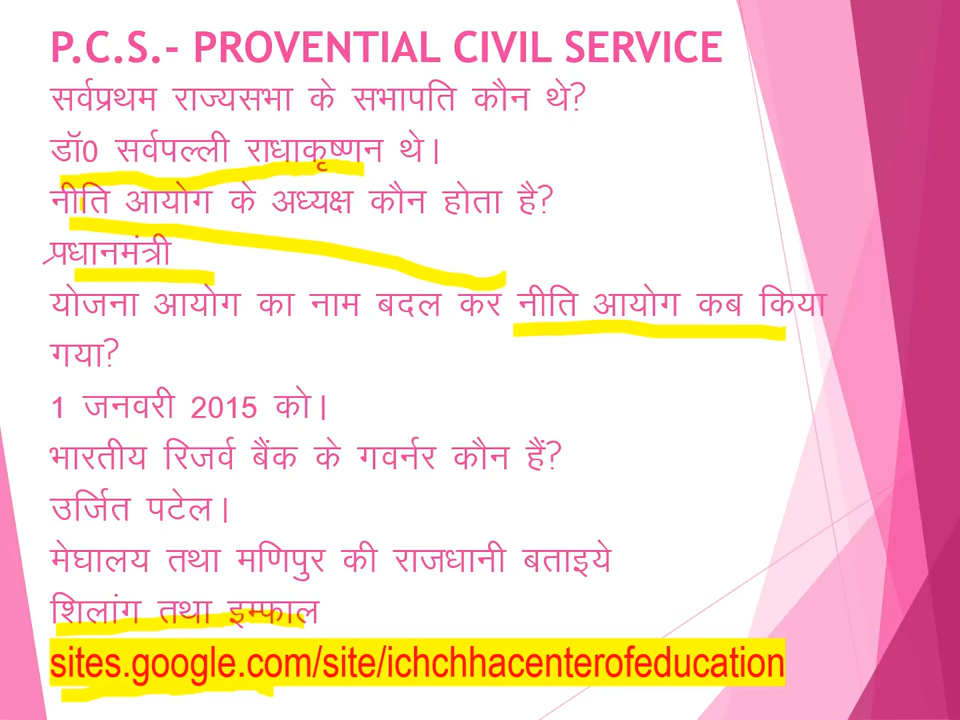 P.C.S.- PROVENTIAL CIVIL SERVICE
सर्वप्रथम राज्यसभा के सभापति कौन थे?
डॉ0 सर्वपल्ली राधाकृष्णन थे।
नीति आयोग के अध्यक्ष कौन होता है?
प्रधानमंत्री
योजना आयोग का नाम बदल कर नीति आयोग कब किया
गया?
1 जनवरी 2015 को।
भारतीय रिजर्व बैंक के गवर्नर कौन हैं?
उर्जित पटेल।
मेघालय तथा मणिपुर की राजधानी बताइये
शिलांग तथा इम्फाल
sites.google.com/site/ichchhacenterofeducation